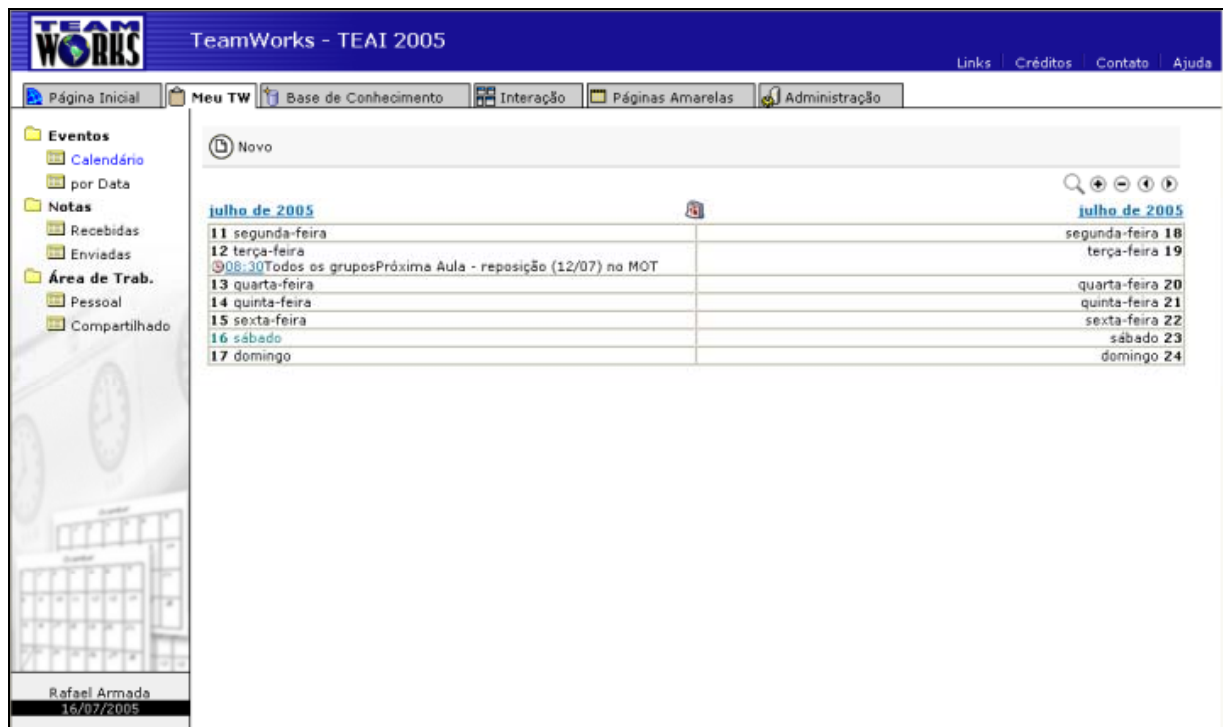 TEAM
WORKS
TeamWorks - TEAI 2005
Links Créditos Contato Ajuda
Página Inicial Meu TW Base de Conhecimento Interação Páginas Amarelas Administração
Eventos
Calendário
por Data
Notas
Recebidas
Enviadas
Área de Trab.
Pessoal
Compartilhado
Novo
julho de 2005 julho de 2005
11 segunda-feira segunda-feira 18
12 terça-feira terça-feira 19
08:30Todos os gruposPróxima Aula - reposição (12/07) no MOT
13 quarta-feira quarta-feira 20
14 quinta-feira quinta-feira 21
15 sexta-feira sexta-feira 22
16 sábado sábado 23
17 domingo domingo 24
Rafael Armada
16/07/2005